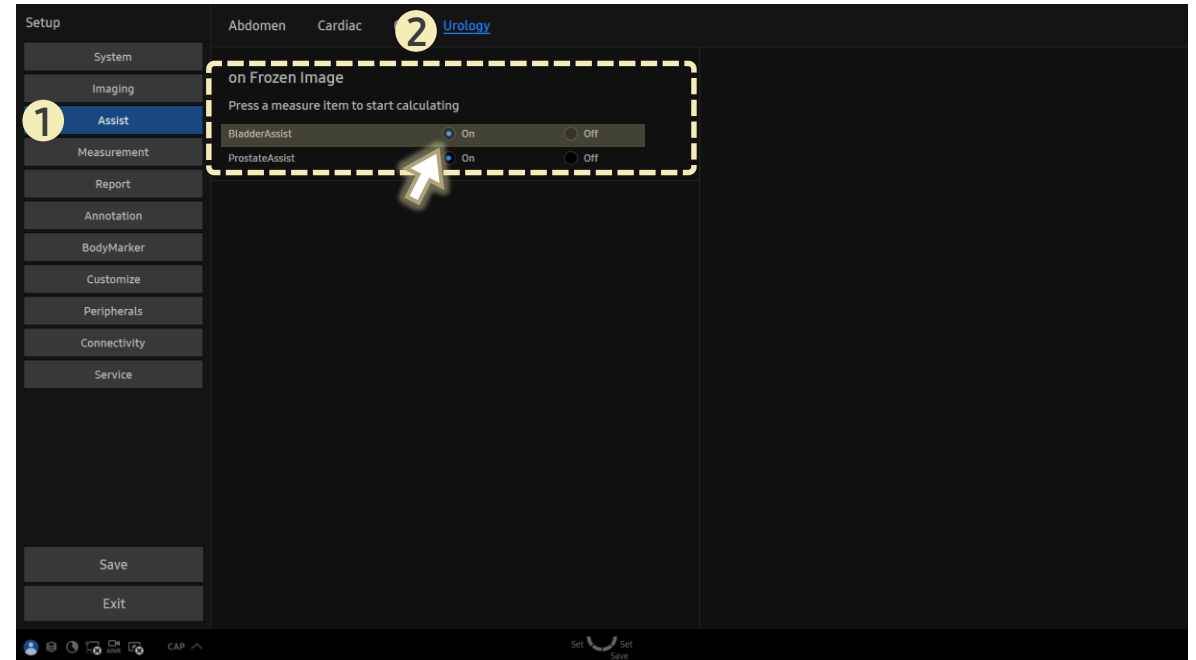 Setup
System
Imaging
1
Assist
Measurement
Report
Annotation
BodyMarker
Customize
Peripherals
Connectivity
Service
Save
Exit
Abdomen Cardiac 2 Urology
on Frozen Image
Press a measure item to start calculating
BladderAssist On Off
ProstateAssist On Off
ADVR CAP
Set Set
Save